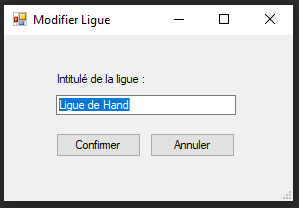 Modifier Ligue
Intitulé de la ligue :
Ligue de Hand
Confirmer Annuler